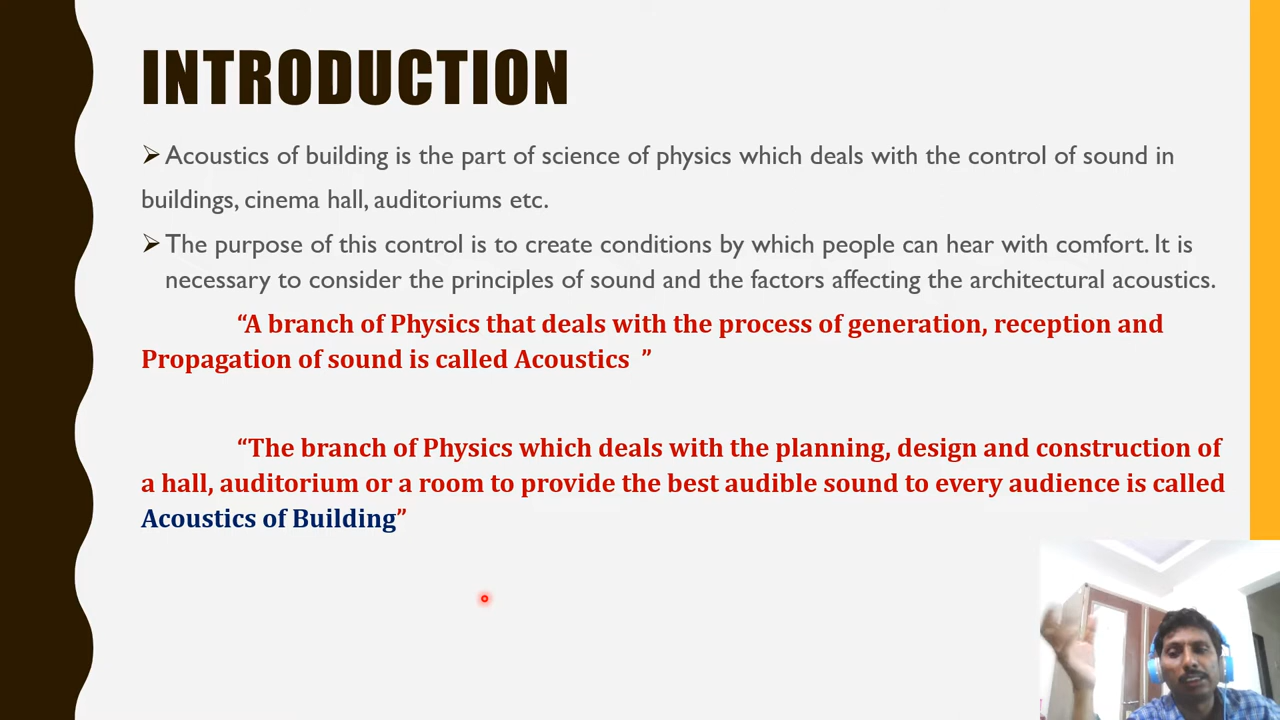 INTRODUCTION
➢Acoustics of building is the part of science of physics which deals with the control of sound in
buildings, cinema hall, auditoriums etc.
➢The purpose of this control is to create conditions by which people can hear with comfort. It is
necessary to consider the principles of sound and the factors affecting the architectural acoustics.
“A branch of Physics that deals with the process of generation, reception and
Propagation of sound is called Acoustics ”
“The branch of Physics which deals with the planning, design and construction of
a hall, auditorium or a room to provide the best audible sound to every audience is called
Acoustics of Building”